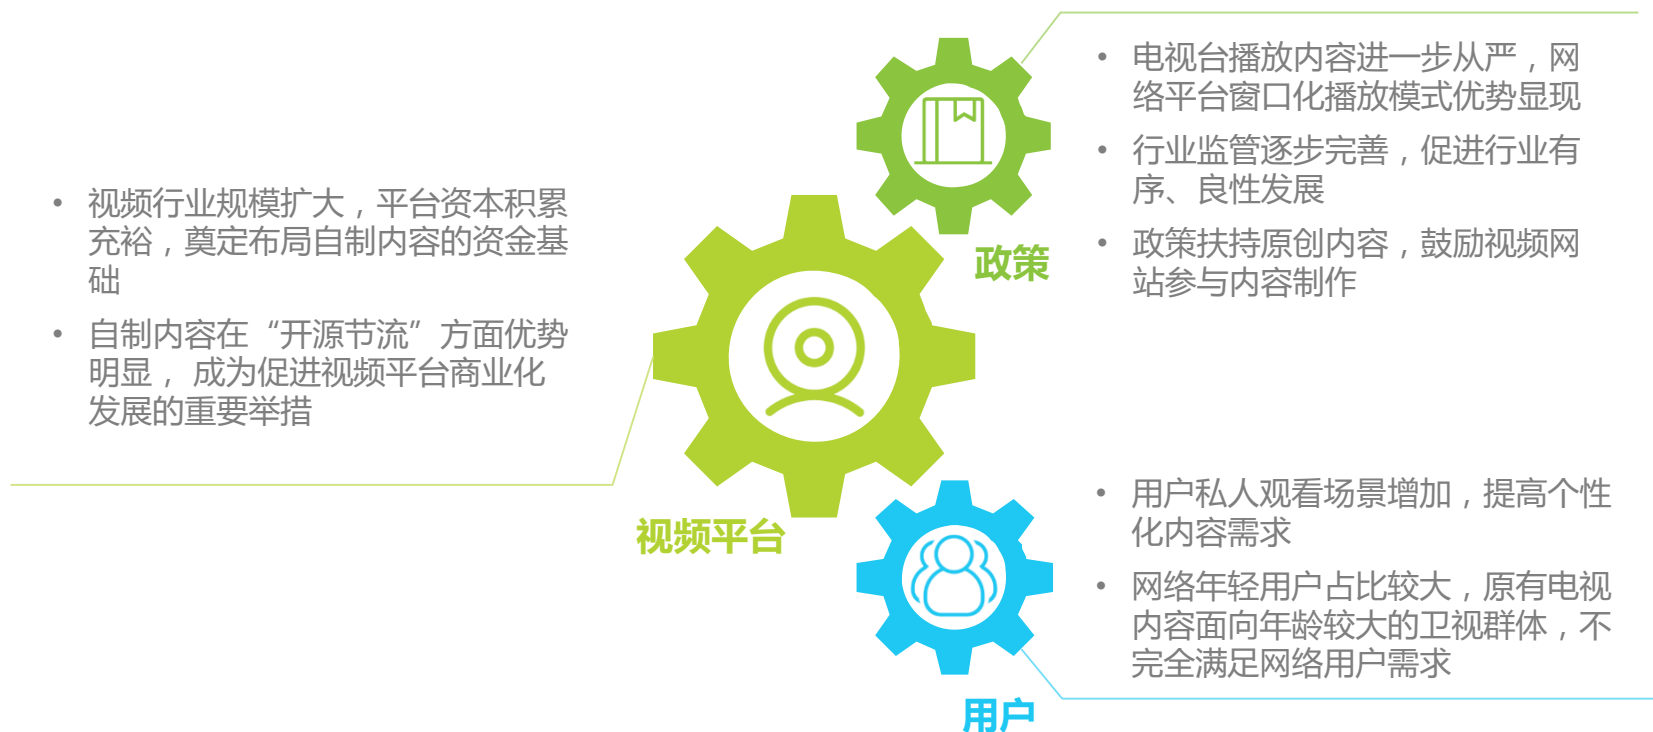 • 视频行业规模扩大，平台资本积累
充裕，奠定布局自制内容的资金基
础
• 自制内容在“开源节流”方面优势
明显， 成为促进视频平台商业化
发展的重要举措
视频平台
• 电视台播放内容进一步从严，网
络平台窗口化播放模式优势显现
• 行业监管逐步完善，促进行业有
序、良性发展
• 政策扶持原创内容，鼓励视频网
站参与内容制作
政策
• 用户私人观看场景增加，提高个性
化内容需求
• 网络年轻用户占比较大，原有电视
内容面向年龄较大的卫视群体，不
完全满足网络用户需求
用户